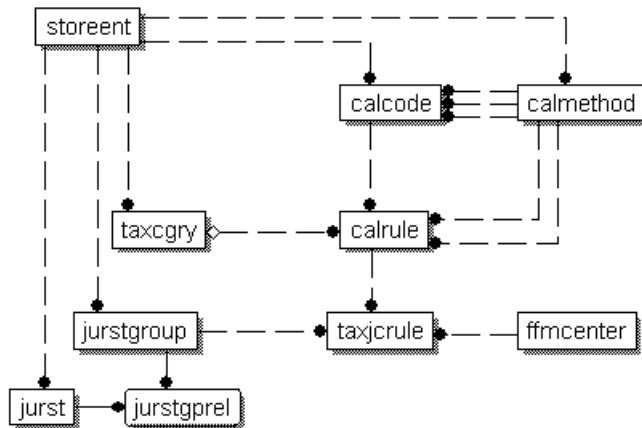 storeent
calcode
calmethod
taxcgry
calrule
jurstgroup
taxjcrule
ffmcenter
jurst
jurstgprel